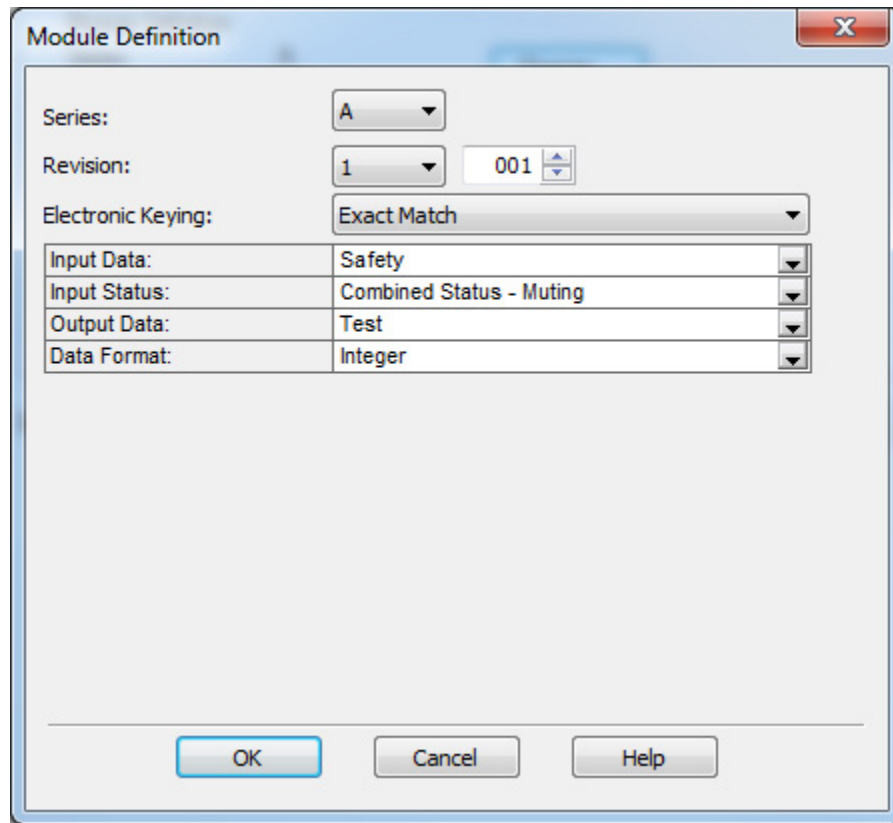 Module Definition
Series: A
Revision: 1 001
Electronic Keying: Exact Match
Input Data: Safety
Input Status: Combined Status - Muting
Output Data: Test
Data Format: Integer
OK Cancel Help